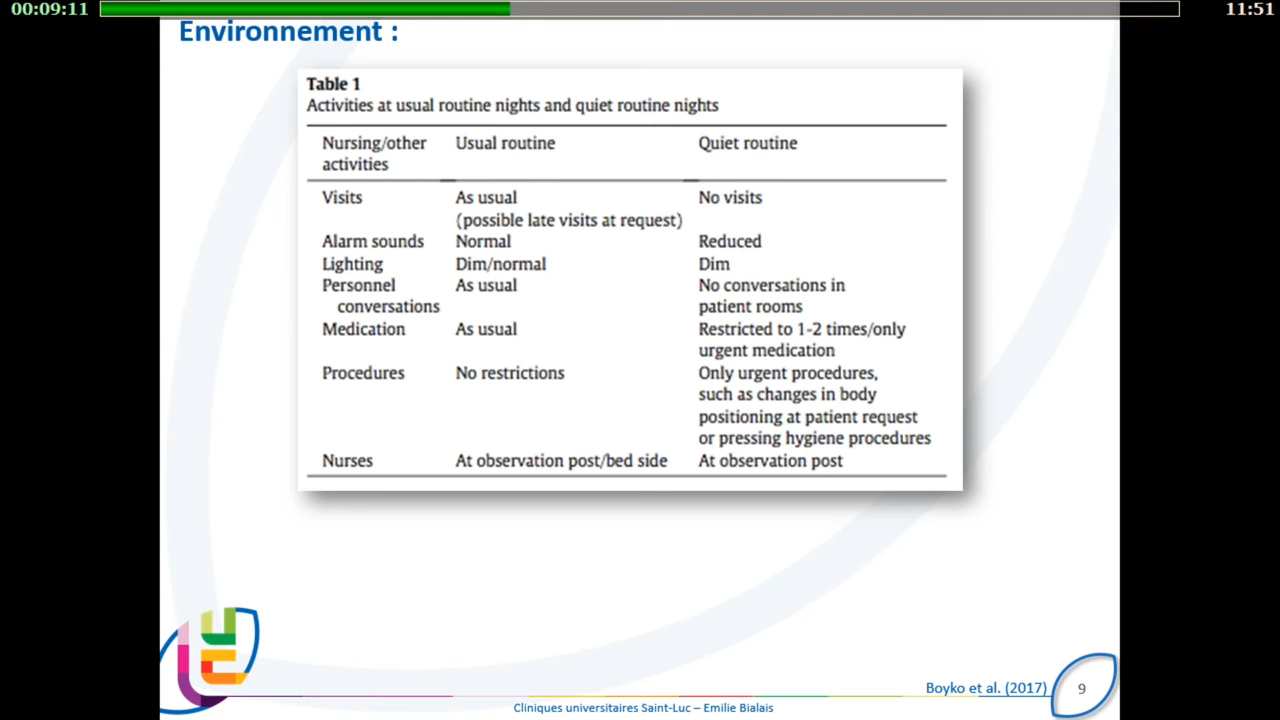 00:09:11
11:51
Environnement :
Table 1
Activities at usual routine nights and quiet routine nights
Nursing/other activities Usual routine Quiet routine
Visits As usual No visits
(possible late visits at request)
Alarm sounds Normal Reduced
Lighting Dim/normal Dim
Personnel As usual No conversations in
conversations patient rooms
Medication As usual Restricted to 1-2 times/only
urgent medication
Procedures No restrictions Only urgent procedures,
such as changes in body
positioning at patient request
or pressing hygiene procedures
Nurses At observation post/bed side At observation post
Boyko et al. (2017)
9
Cliniques universitaires Saint-Luc – Emilie Bialais